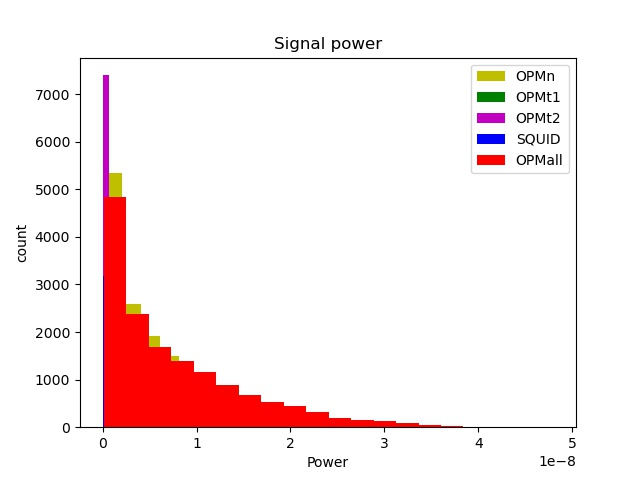 Signal power
OPMn
OPMt1
OPMt2
SQUID
OPMall
7000
6000
5000
4000
3000
2000
1000
0
count
0 1 2 3 4 5
1e−8
Power